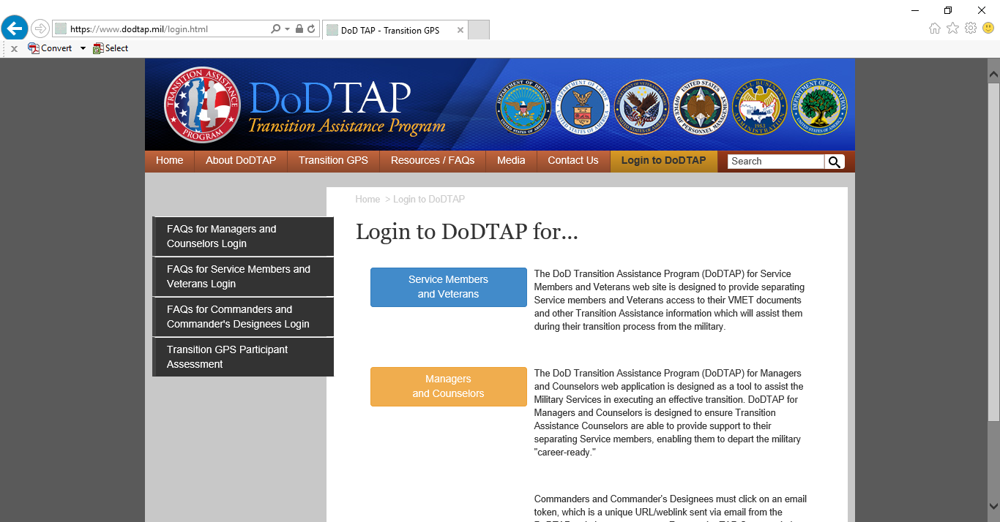 https://www.dodtap.mil/login.html
DoD TAP - Transition GPS
Convert
Select
TRANSITION ASSISTANCE PROGRAM
DoDTAP
Transition Assistance Program
DEPARTMENT OF DEFENSE UNITED STATES OF AMERICA
DEPARTMENT OF LABOR UNITED STATES OF AMERICA
DEPARTMENT OF VETERANS AFFAIRS UNITED STATES OF AMERICA
UNITED STATES OFFICE OF PERSONNEL MANAGEMENT
SMALL BUSINESS ADMINISTRATION
1953
DEPARTMENT OF EDUCATION UNITED STATES OF AMERICA
Home
About DoDTAP
Transition GPS
Resources / FAQs
Media
Contact Us
Login to DoDTAP
Search
Home > Login to DoDTAP
FAQs for Managers and
Counselors Login
FAQs for Service Members and
Veterans Login
FAQs for Commanders and
Commander's Designees Login
Transition GPS Participant
Assessment
Login to DoDTAP for...
Service Members
and Veterans
The DoD Transition Assistance Program (DoDTAP) for Service
Members and Veterans web site is designed to provide separating
Service members and Veterans access to their VMET documents
and other Transition Assistance information which will assist them
during their transition process from the military.
Managers
and Counselors
The DoD Transition Assistance Program (DoDTAP) for Managers
and Counselors web application is designed as a tool to assist the
Military Services in executing an effective transition. DoDTAP for
Managers and Counselors is designed to ensure Transition
Assistance Counselors are able to provide support to their
separating Service members, enabling them to depart the military
"career-ready."
Commanders and Commander's Designees must click on an email
token, which is a unique URL/weblink sent via email from the